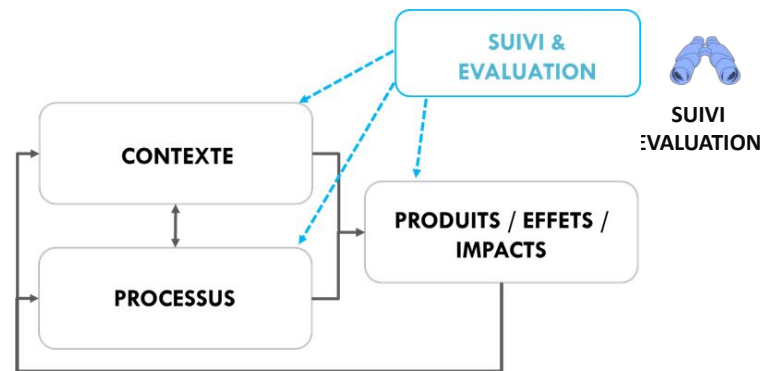 SUIVI &
EVALUATION
SUIVI
EVALUATION
CONTEXTE
PRODUITS / EFFETS /
IMPACTS
PROCESSUS